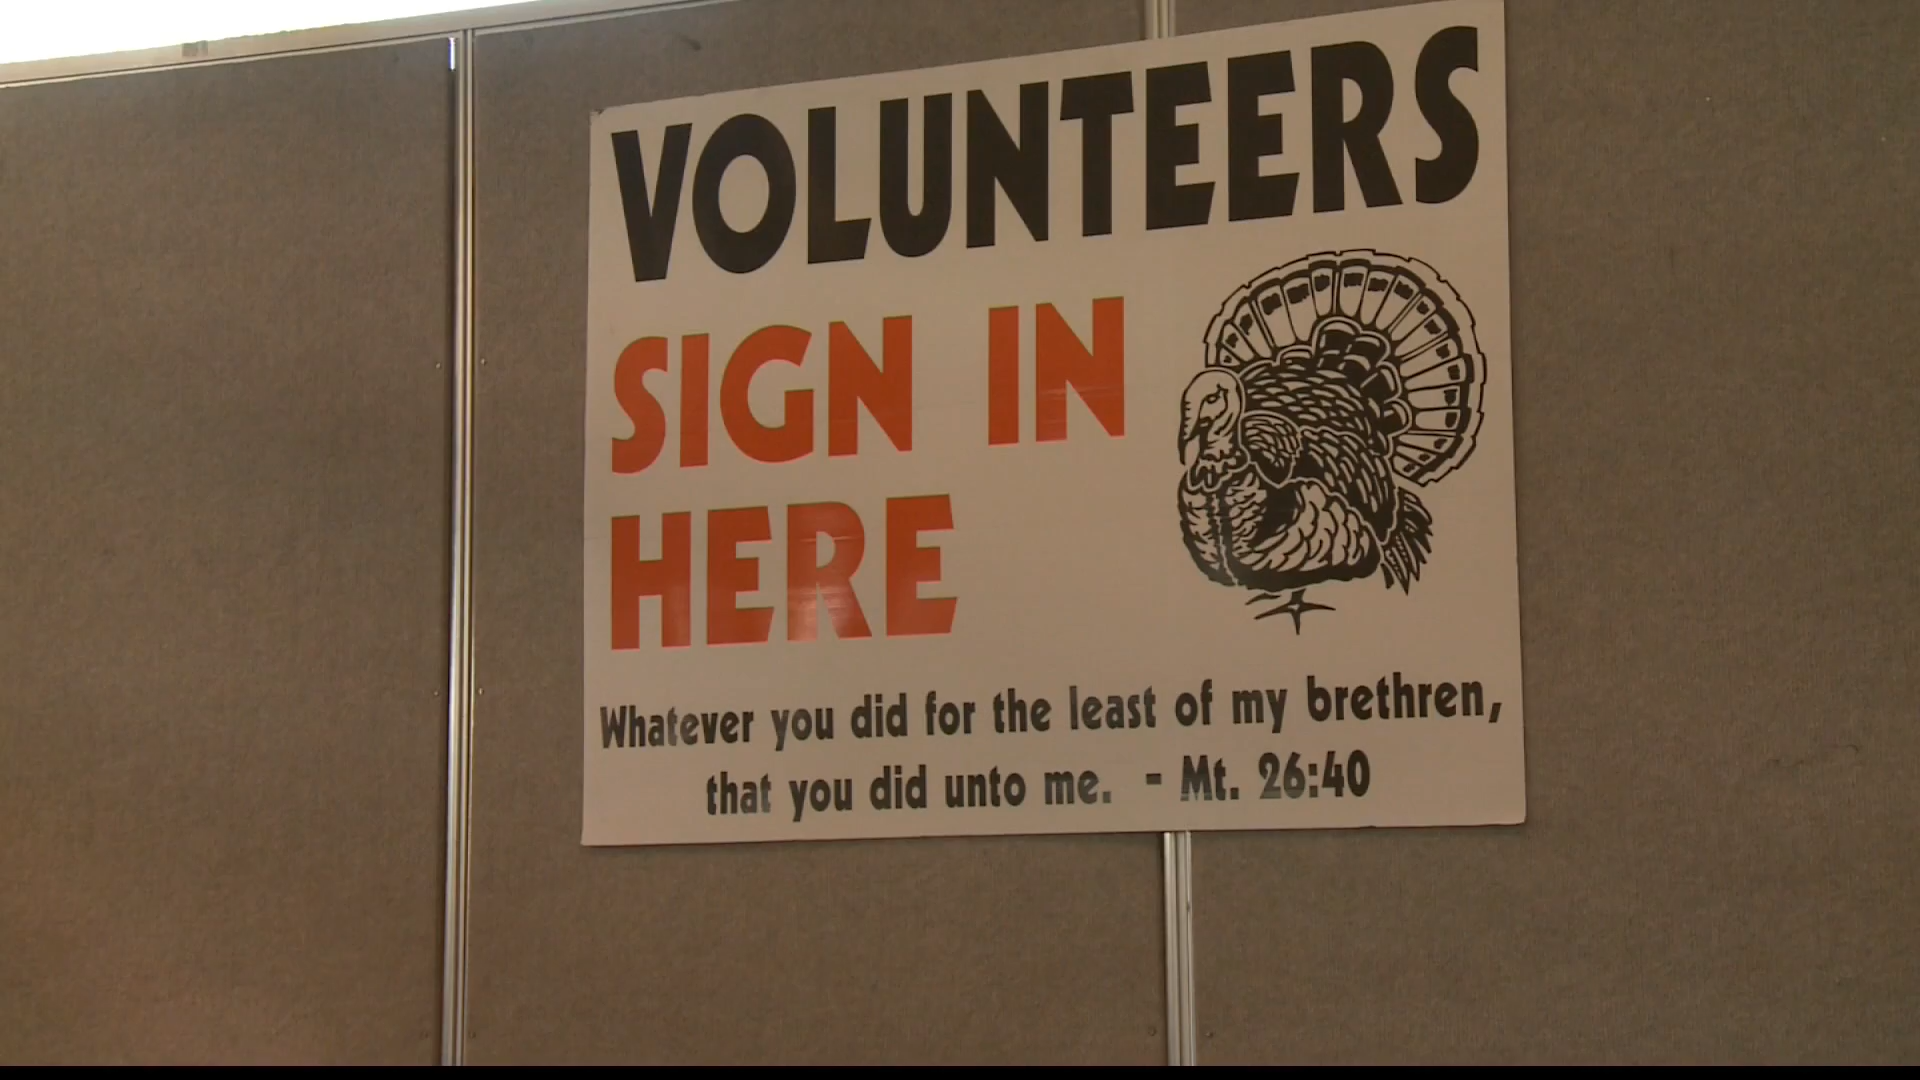 VOLUNTEERS
SIGN IN
HERE
Whatever you did for the least of my brethren,
that you did unto me. - Mt. 26:40